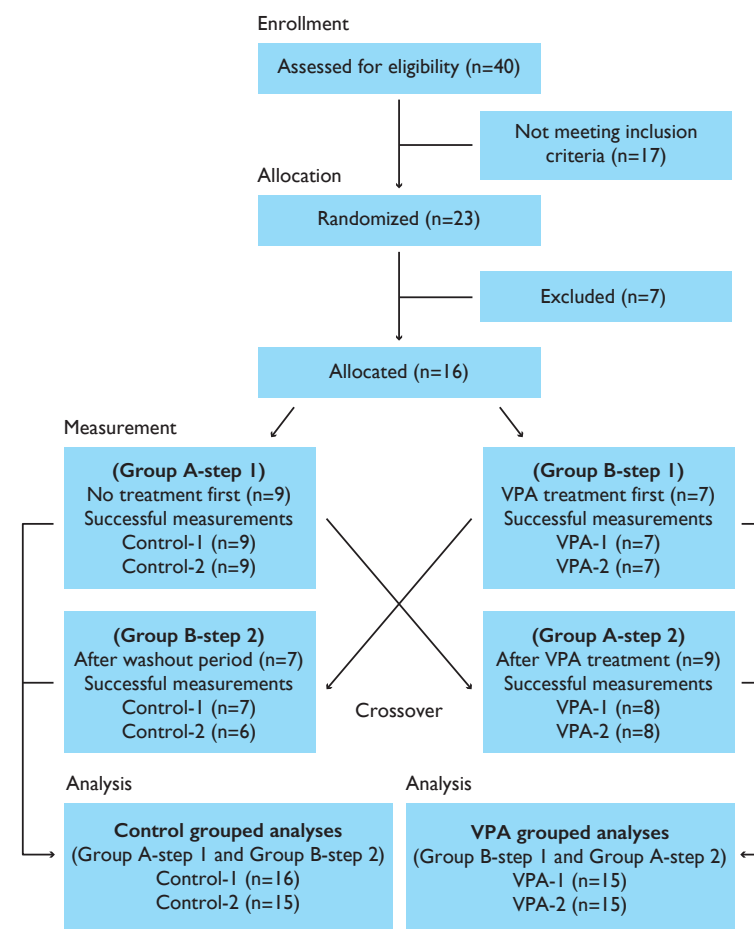 Enrollment
Assessed for eligibility (n=40)
Not meeting inclusion
criteria (n=17)
Allocation
Randomized (n=23)
Excluded (n=7)
Allocated (n=16)
Measurement
(Group A-step 1)
No treatment first (n=9)
Successful measurements
Control-1 (n=9)
Control-2 (n=9)
(Group B-step 1)
VPA treatment first (n=7)
Successful measurements
VPA-1 (n=7)
VPA-2 (n=7)
(Group B-step 2)
After washout period (n=7)
Successful measurements
Control-1 (n=7)
Control-2 (n=6)
Crossover
(Group A-step 2)
After VPA treatment (n=9)
Successful measurements
VPA-1 (n=8)
VPA-2 (n=8)
Analysis
Control grouped analyses
(Group A-step 1 and Group B-step 2)
Control-1 (n=16)
Control-2 (n=15)
Analysis
VPA grouped analyses
(Group B-step 1 and Group A-step 2)
VPA-1 (n=15)
VPA-2 (n=15)